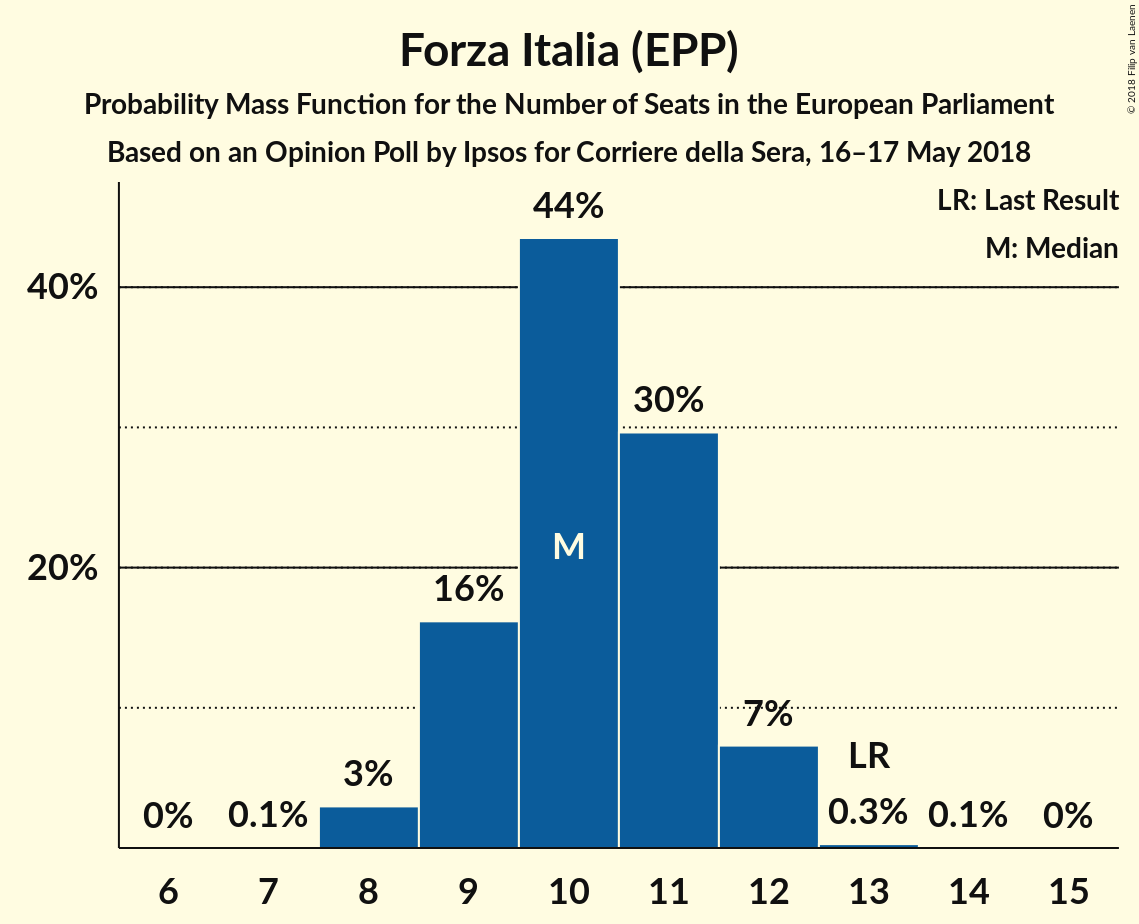 Forza Italia (EPP)
Probability Mass Function for the Number of Seats in the European Parliament
Based on an Opinion Poll by Ipsos for Corriere della Sera, 16–17 May 2018
© 2018 Filip van Laenen
LR: Last Result
M: Median
44%
40%
30%
M
20%
16%
7%
LR
3%
0%
0.1%
0.3%
0.1%
0%
6
7
8
9
10
11
12
13
14
15